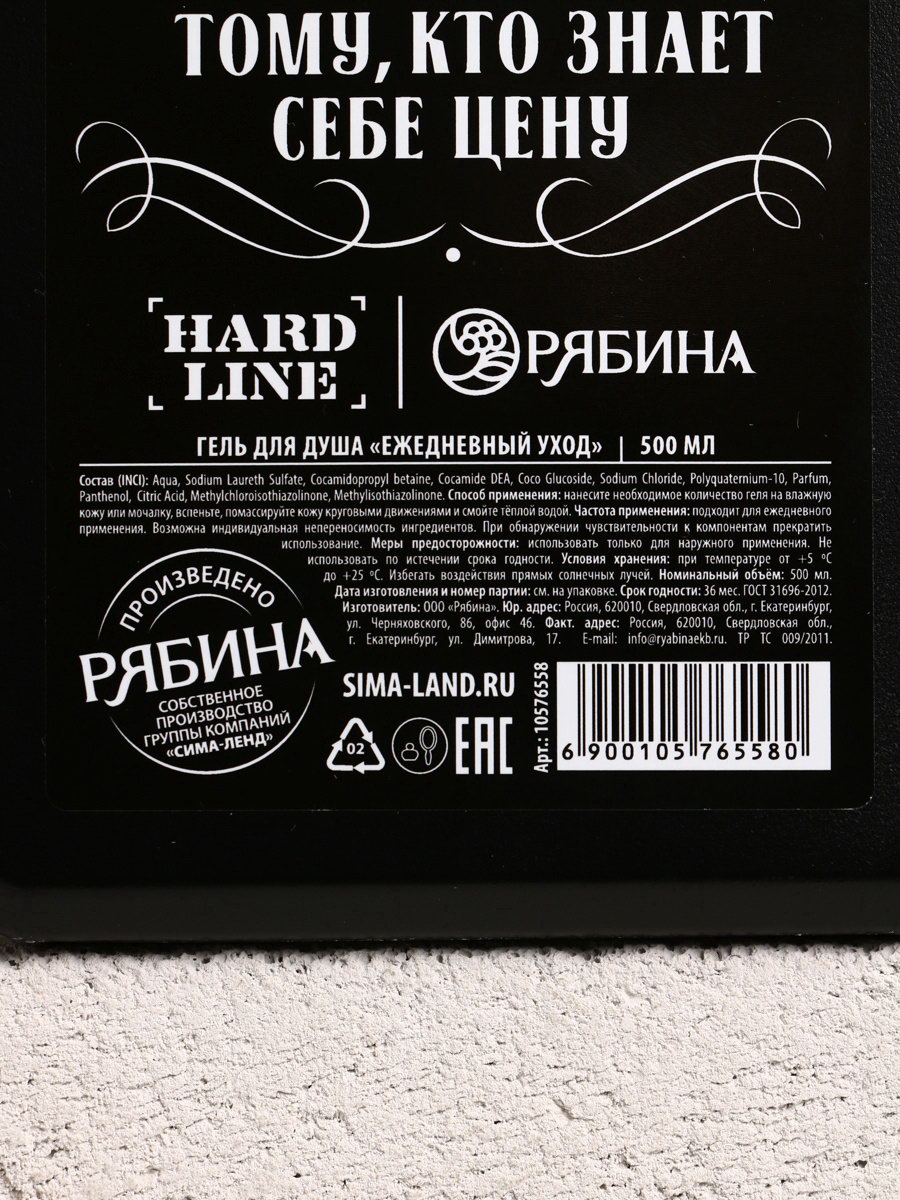 ТОМУ, КТО ЗНАЕТ
СЕБЕ ЦЕНУ
HARD
LINE
РЯБИНА
ГЕЛЬ ДЛЯ ДУША «ЕЖЕДНЕВНЫЙ УХОД» | 500 МЛ
Состав (INCI): Aqua, Sodium Laureth Sulfate, Cocamidopropyl betaine, Cocamide DEA, Coco Glucoside, Sodium Chloride, Polyquaternium-10, Parfum,
Panthenol, Citric Acid, Methylchloroisothiazolinone, Methylisothiazolinone. Способ применения: нанесите необходимое количество геля на влажную
кожу или мочалку, вспеньте, помассируйте кожу круговыми движениями и смойте тёплой водой. Частота применения: подходит для ежедневного
применения. Возможна индивидуальная непереносимость ингредиентов. При обнаружении чувствительности к компонентам прекратить
использование. Меры предосторожности: использовать только для наружного применения. Не
использовать по истечении срока годности. Условия хранения: при температуре от +5 °C
до +25 °C. Избегать воздействия прямых солнечных лучей. Номинальный объём: 500 мл.
Дата изготовления и номер партии: см. на упаковке. Срок годности: 36 мес. ГОСТ 31696-2012.
Изготовитель: ООО «Рябина». Юр. адрес: Россия, 620010, Свердловская обл., г. Екатеринбург,
ул. Черняховского, 86, офис 46. Факт. адрес: Россия, 620010, Свердловская обл.,
г. Екатеринбург, ул. Димитрова, 17. E-mail: info@ryabinaekb.ru. ТР ТС 009/2011.
ПРОИЗВЕДЕНО
РЯБИНА
СОБСТВЕННОЕ
ПРОИЗВОДСТВО
ГРУППЫ КОМПАНИЙ
«СИМА-ЛЕНД»
SIMA-LAND.RU
02
EAC
Арт.: 10576558
6 900105 765580